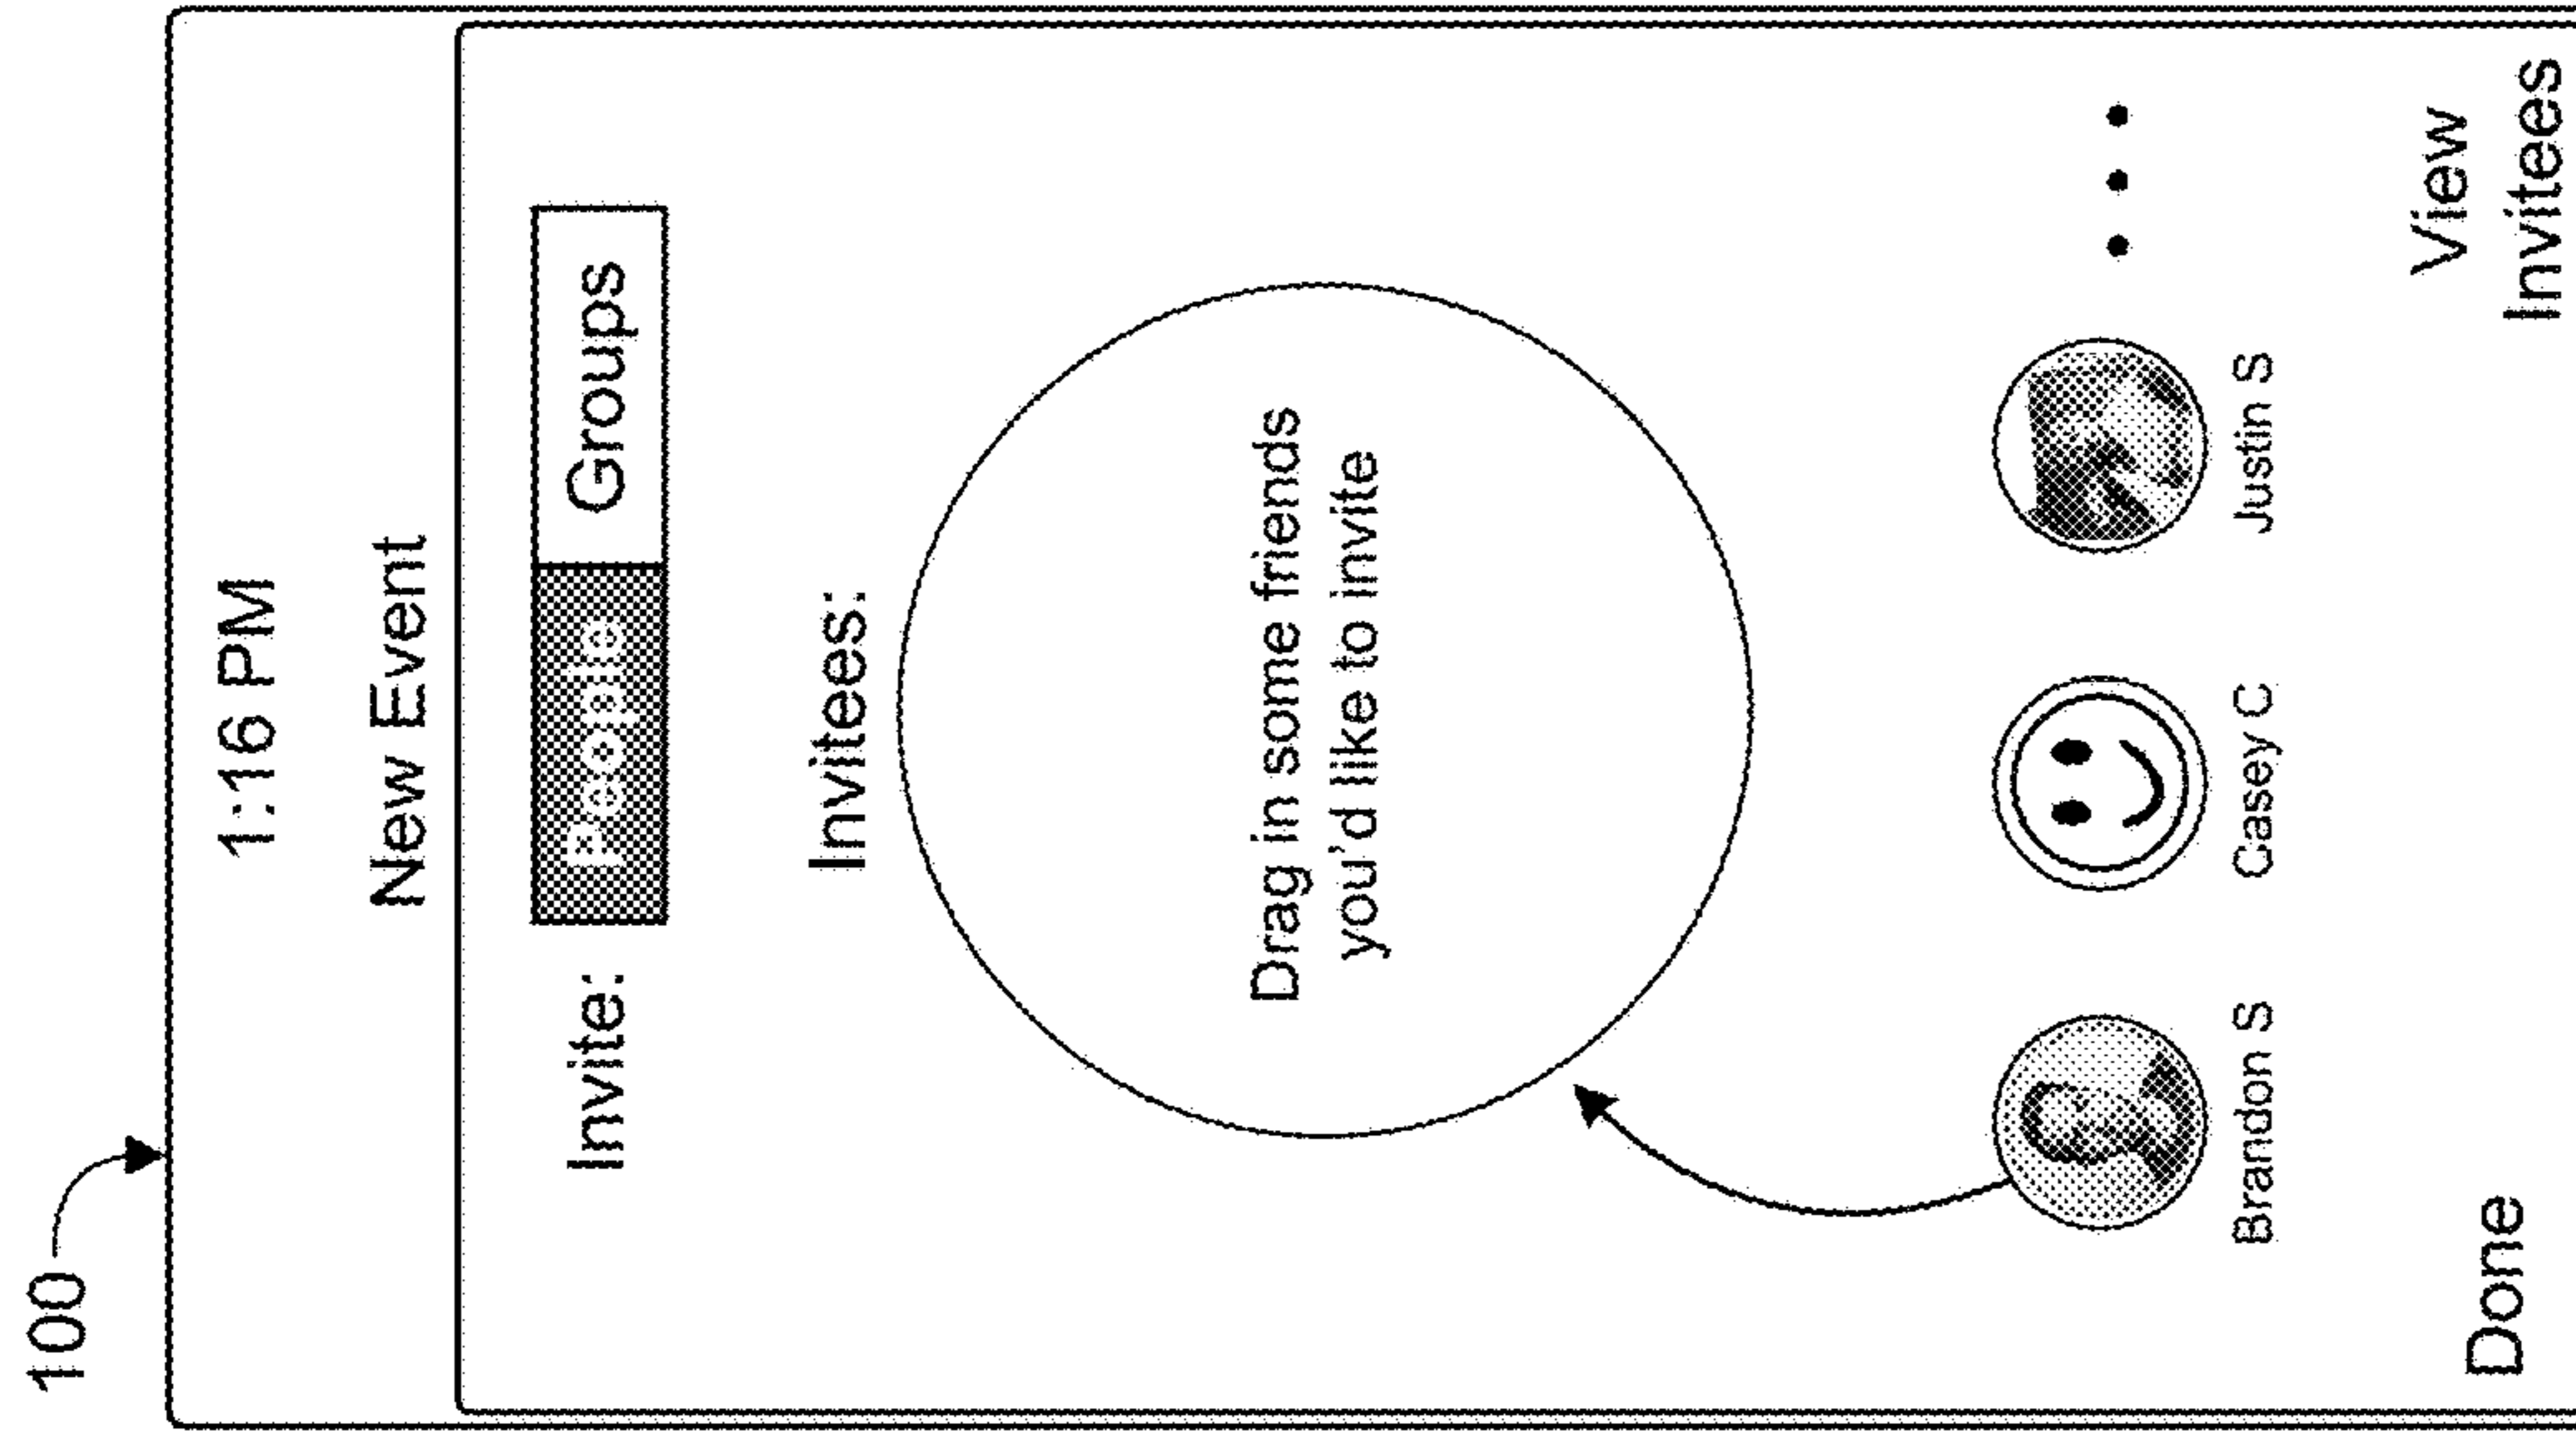 100
1:16 PM
New Event
Invite: People Groups
Invitees:
Drag in some friends
you'd like to invite
Brandon S Casey C Justin S
Done
View
Invitees